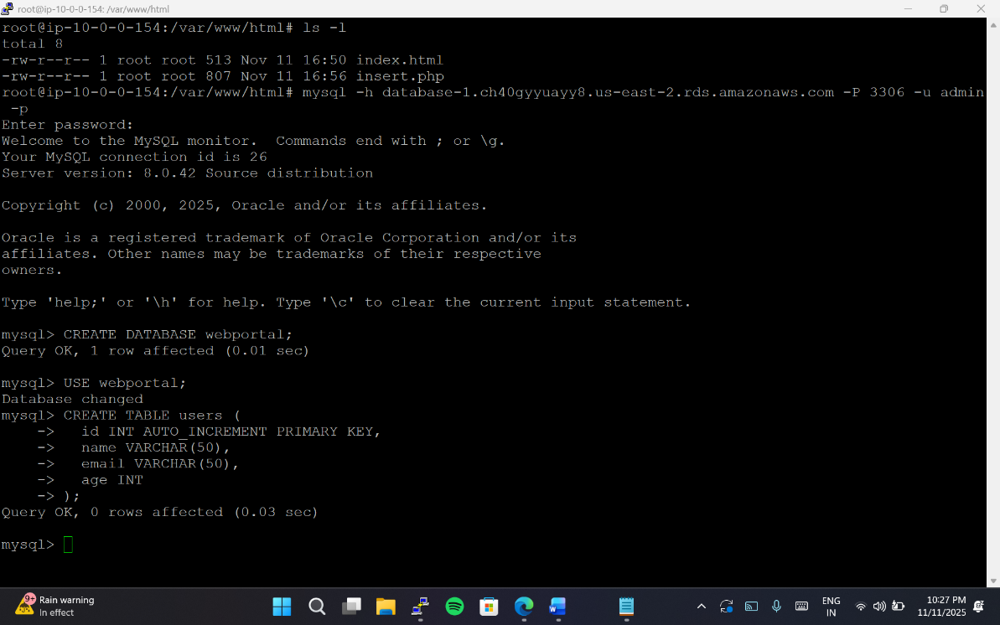 root@ip-10-0-0-154: /var/www/html
root@ip-10-0-0-154:/var/www/html# ls -l
total 8
-rw-r--r-- 1 root root 513 Nov 11 16:50 index.html
-rw-r--r-- 1 root root 807 Nov 11 16:56 insert.php
root@ip-10-0-0-154:/var/www/html# mysql -h database-1.ch40gyyuayy8.us-east-2.rds.amazonaws.com -P 3306 -u admin
-p
Enter password:
Welcome to the MySQL monitor.  Commands end with ; or \g.
Your MySQL connection id is 26
Server version: 8.0.42 Source distribution
Copyright (c) 2000, 2025, Oracle and/or its affiliates.
Oracle is a registered trademark of Oracle Corporation and/or its
affiliates. Other names may be trademarks of their respective
owners.
Type 'help;' or '\h' for help. Type '\c' to clear the current input statement.
mysql> CREATE DATABASE webportal;
Query OK, 1 row affected (0.01 sec)
mysql> USE webportal;
Database changed
mysql> CREATE TABLE users (
    ->   id INT AUTO_INCREMENT PRIMARY KEY,
    ->   name VARCHAR(50),
    ->   email VARCHAR(50),
    ->   age INT
    -> );
Query OK, 0 rows affected (0.03 sec)
mysql>
9+
Rain warning
In effect
W
ENG
IN
10:27 PM
11/11/2025